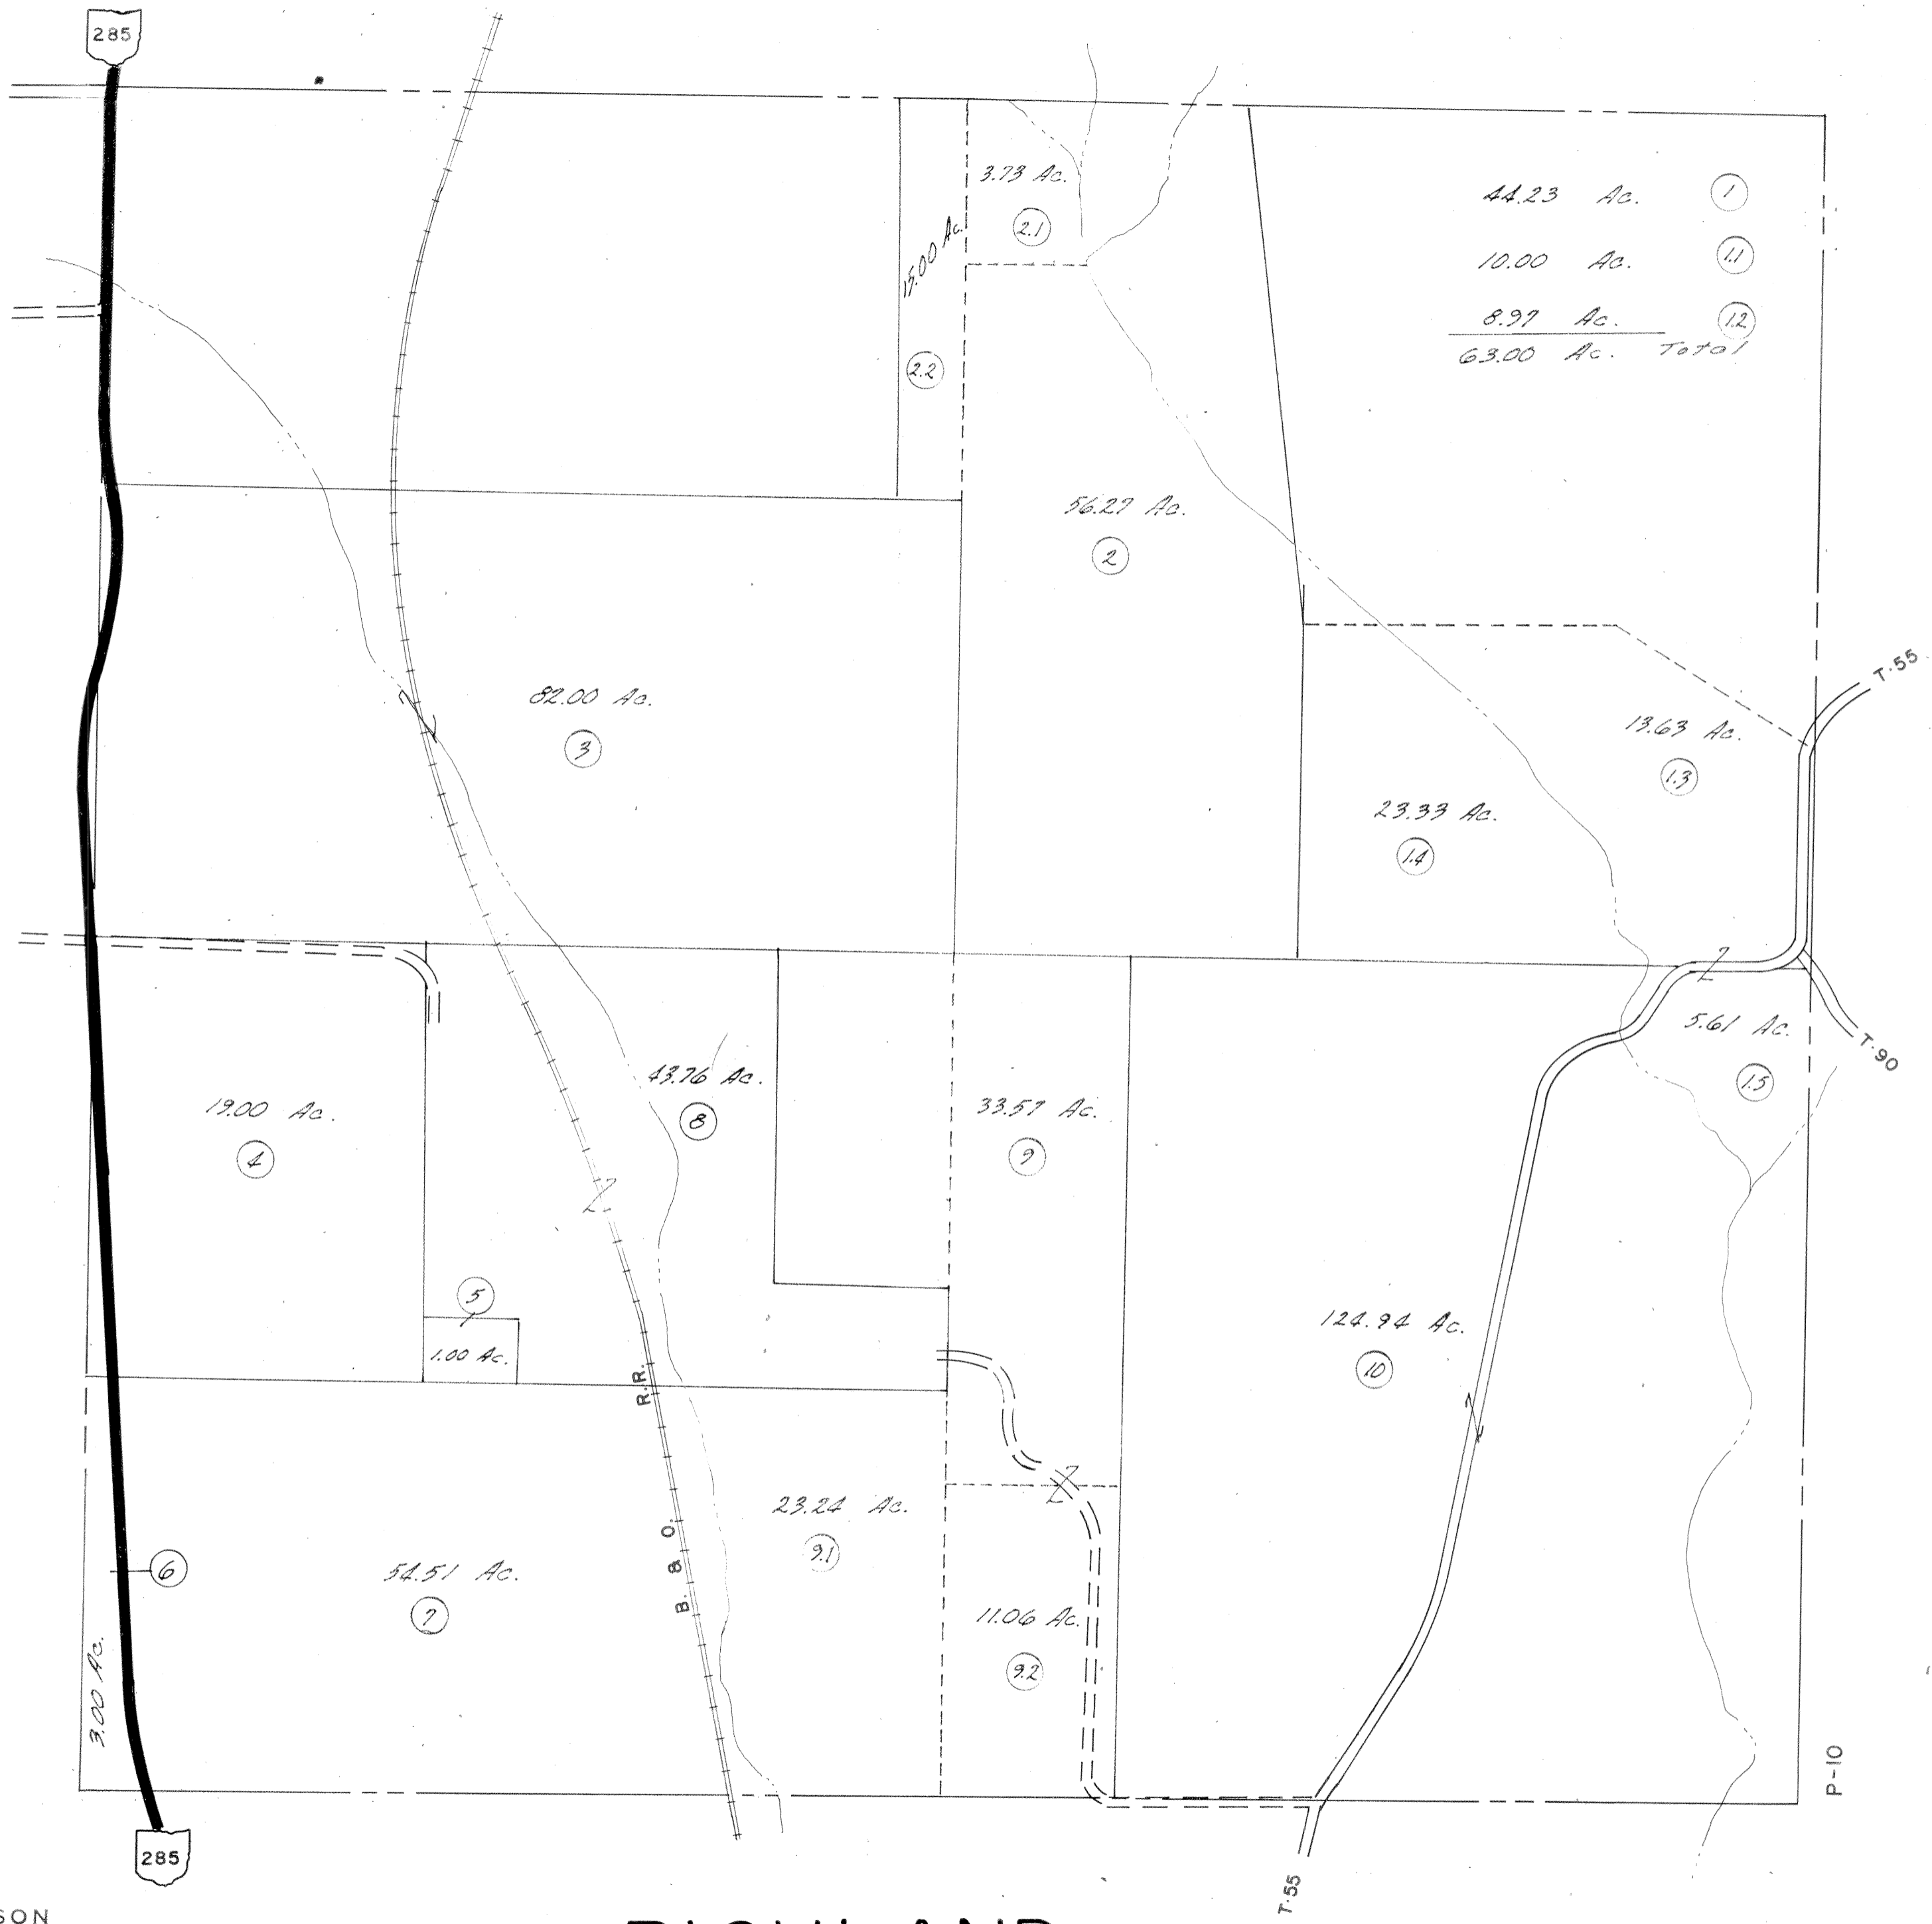 285
3.73 Ac.
2.1
44.23 Ac. 1
10.00 Ac. 1.1
8.97 Ac. 1.2
63.00 Ac. Total
15.00 Ac.
2.2
56.27 Ac.
2
82.00 Ac.
3
T-55
13.63 Ac.
1.3
23.33 Ac.
1.4
5.61 Ac.
1.5
T-90
43.76 Ac.
8
19.00 Ac.
4
33.57 Ac.
9
5
1.00 Ac.
124.94 Ac.
10
B. & O. R.R.
23.24 Ac.
9.1
6
54.51 Ac.
7
11.06 Ac.
9.2
3.00 Ac.
P-10
285
T-55
SON